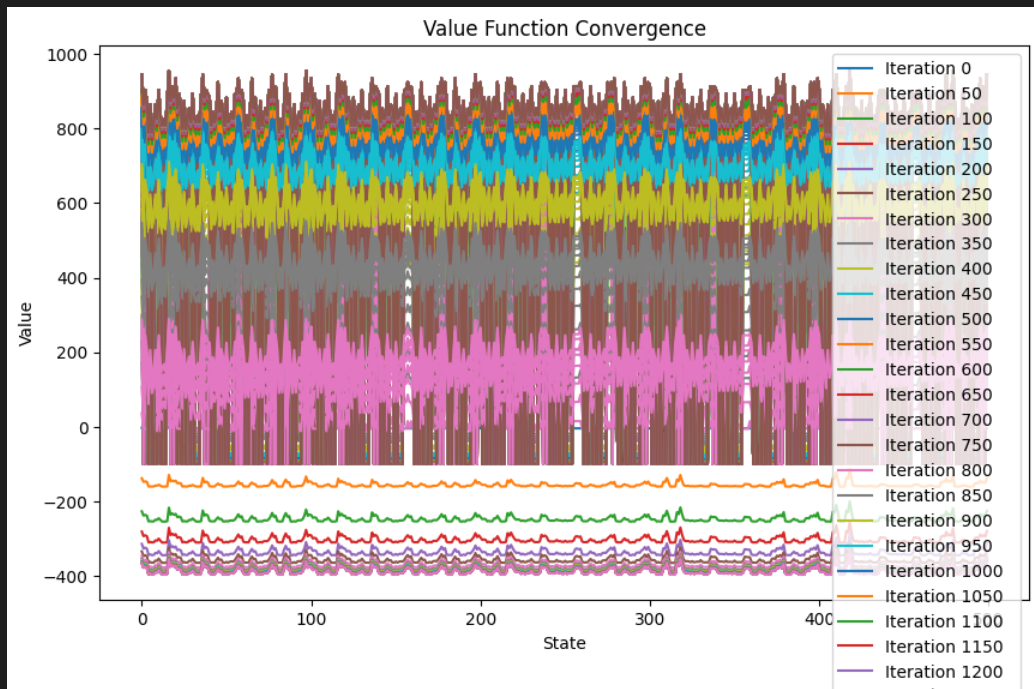 Value Function Convergence
1000
800
600
400
200
0
−200
−400
Value
0
100
200
300
400
State
Iteration 0
Iteration 50
Iteration 100
Iteration 150
Iteration 200
Iteration 250
Iteration 300
Iteration 350
Iteration 400
Iteration 450
Iteration 500
Iteration 550
Iteration 600
Iteration 650
Iteration 700
Iteration 750
Iteration 800
Iteration 850
Iteration 900
Iteration 950
Iteration 1000
Iteration 1050
Iteration 1100
Iteration 1150
Iteration 1200